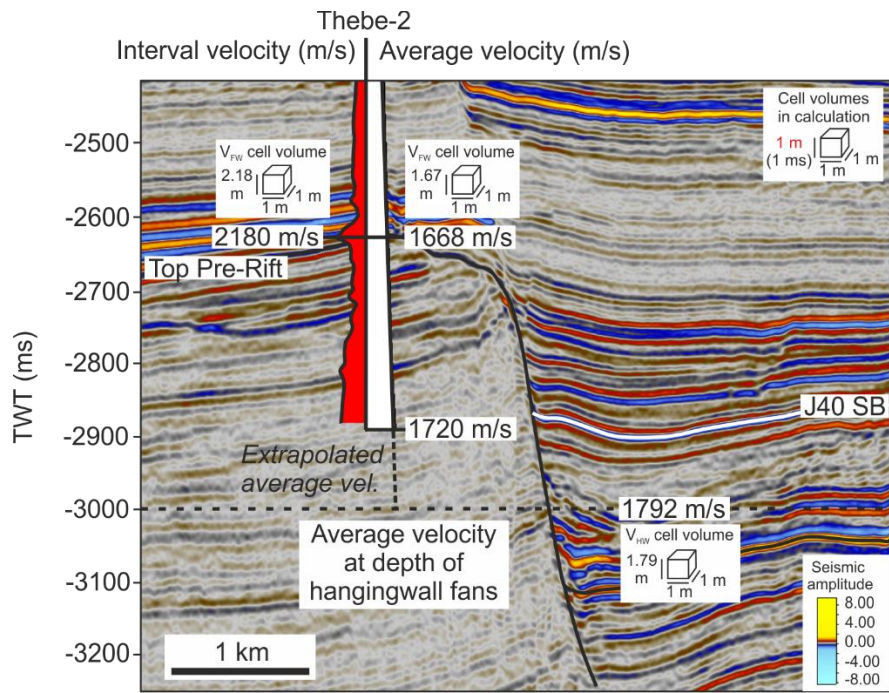 Thebe-2
Interval velocity (m/s)
Average velocity (m/s)
TWT (ms)
-2500
-2600
-2700
-2800
-2900
-3000
-3100
-3200
Cell volumes
in calculation
1 m
(1 ms)
1 m
1 m
VFW cell volume
2.18
m
1 m
1 m
VFW cell volume
1.67
m
1 m
1 m
2180 m/s
1668 m/s
Top Pre-Rift
J40 SB
1720 m/s
Extrapolated
average vel.
1792 m/s
Average velocity
at depth of
hangingwall fans
VHW cell volume
1.79
m
1 m
1 m
Seismic
amplitude
8.00
4.00
0.00
-4.00
-8.00
1 km